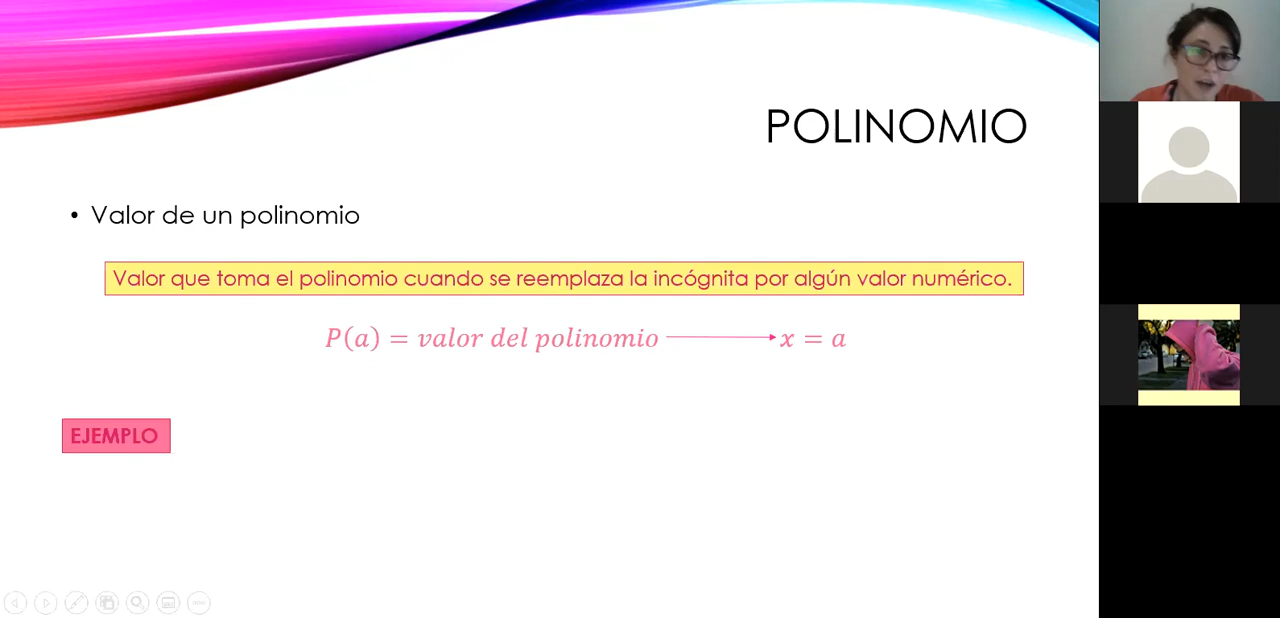 POLINOMIO
• Valor de un polinomio
Valor que toma el polinomio cuando se reemplaza la incógnita por algún valor numérico.
P(a) = valor del polinomio ⟶ x = a
EJEMPLO